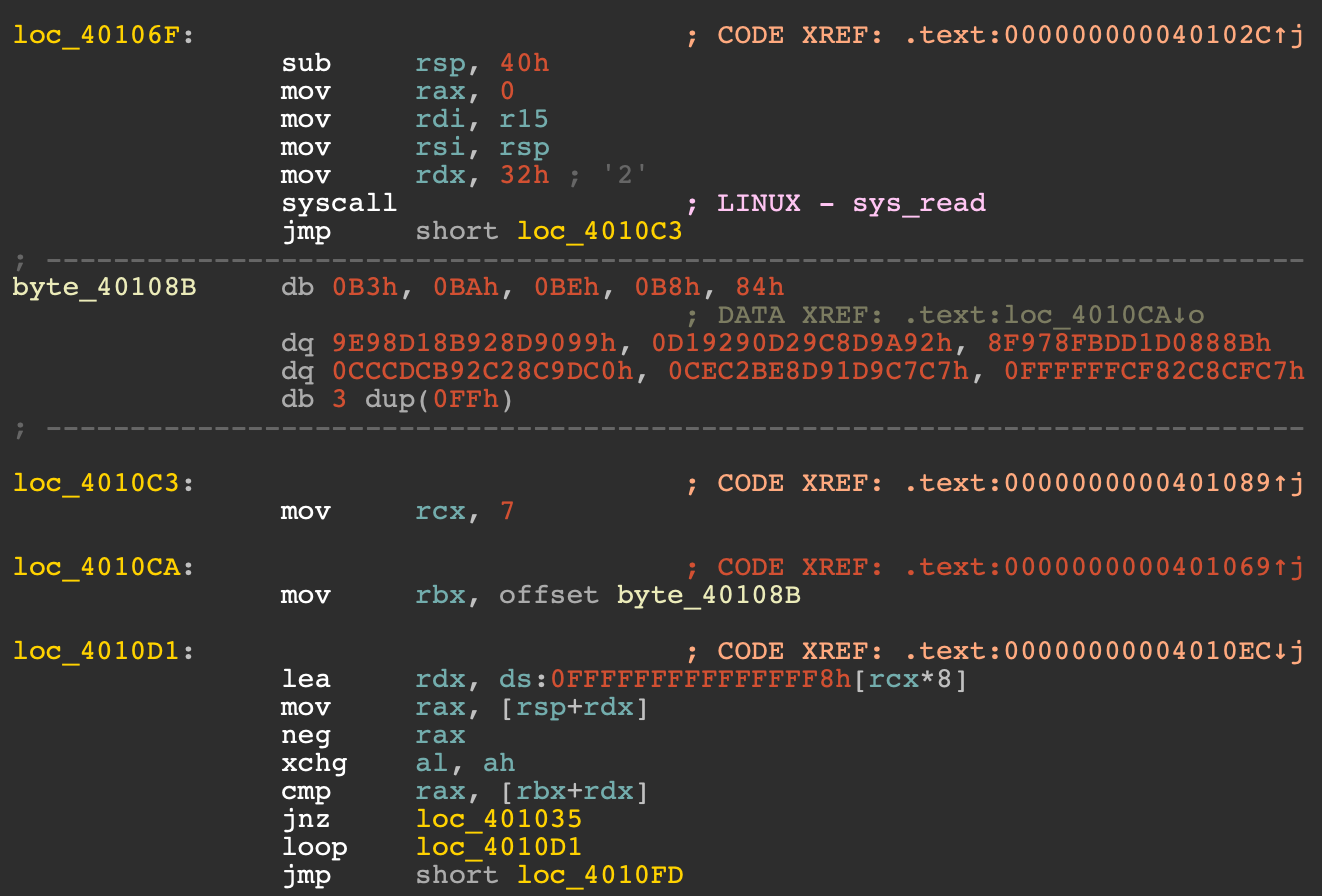 loc_40106F: ; CODE XREF: .text:000000000040102C↑j
sub rsp, 40h
mov rax, 0
mov rdi, r15
mov rsi, rsp
mov rdx, 32h ; '2'
syscall ; LINUX - sys_read
jmp short loc_4010C3
; ---------------------------------------------------------------------------
byte_40108B db 0B3h, 0BAh, 0BEh, 0B8h, 84h
; DATA XREF: .text:loc_4010CA↓o
dq 9E98D18B928D9099h, 0D19290D29C8D9A92h, 8F978FBDD1D0888Bh
dq 0CCCDCB92C28C9DC0h, 0CEC2BE8D91D9C7C7h, 0FFFFFFCF82C8CFC7h
db 3 dup(0FFh)
; ---------------------------------------------------------------------------
loc_4010C3: ; CODE XREF: .text:0000000000401089↑j
mov rcx, 7
loc_4010CA: ; CODE XREF: .text:0000000000401069↑j
mov rbx, offset byte_40108B
loc_4010D1: ; CODE XREF: .text:00000000004010EC↓j
lea rdx, ds:0FFFFFFFFFFFFFFF8h[rcx*8]
mov rax, [rsp+rdx]
neg rax
xchg al, ah
cmp rax, [rbx+rdx]
jnz loc_401035
loop loc_4010D1
jmp short loc_4010FD